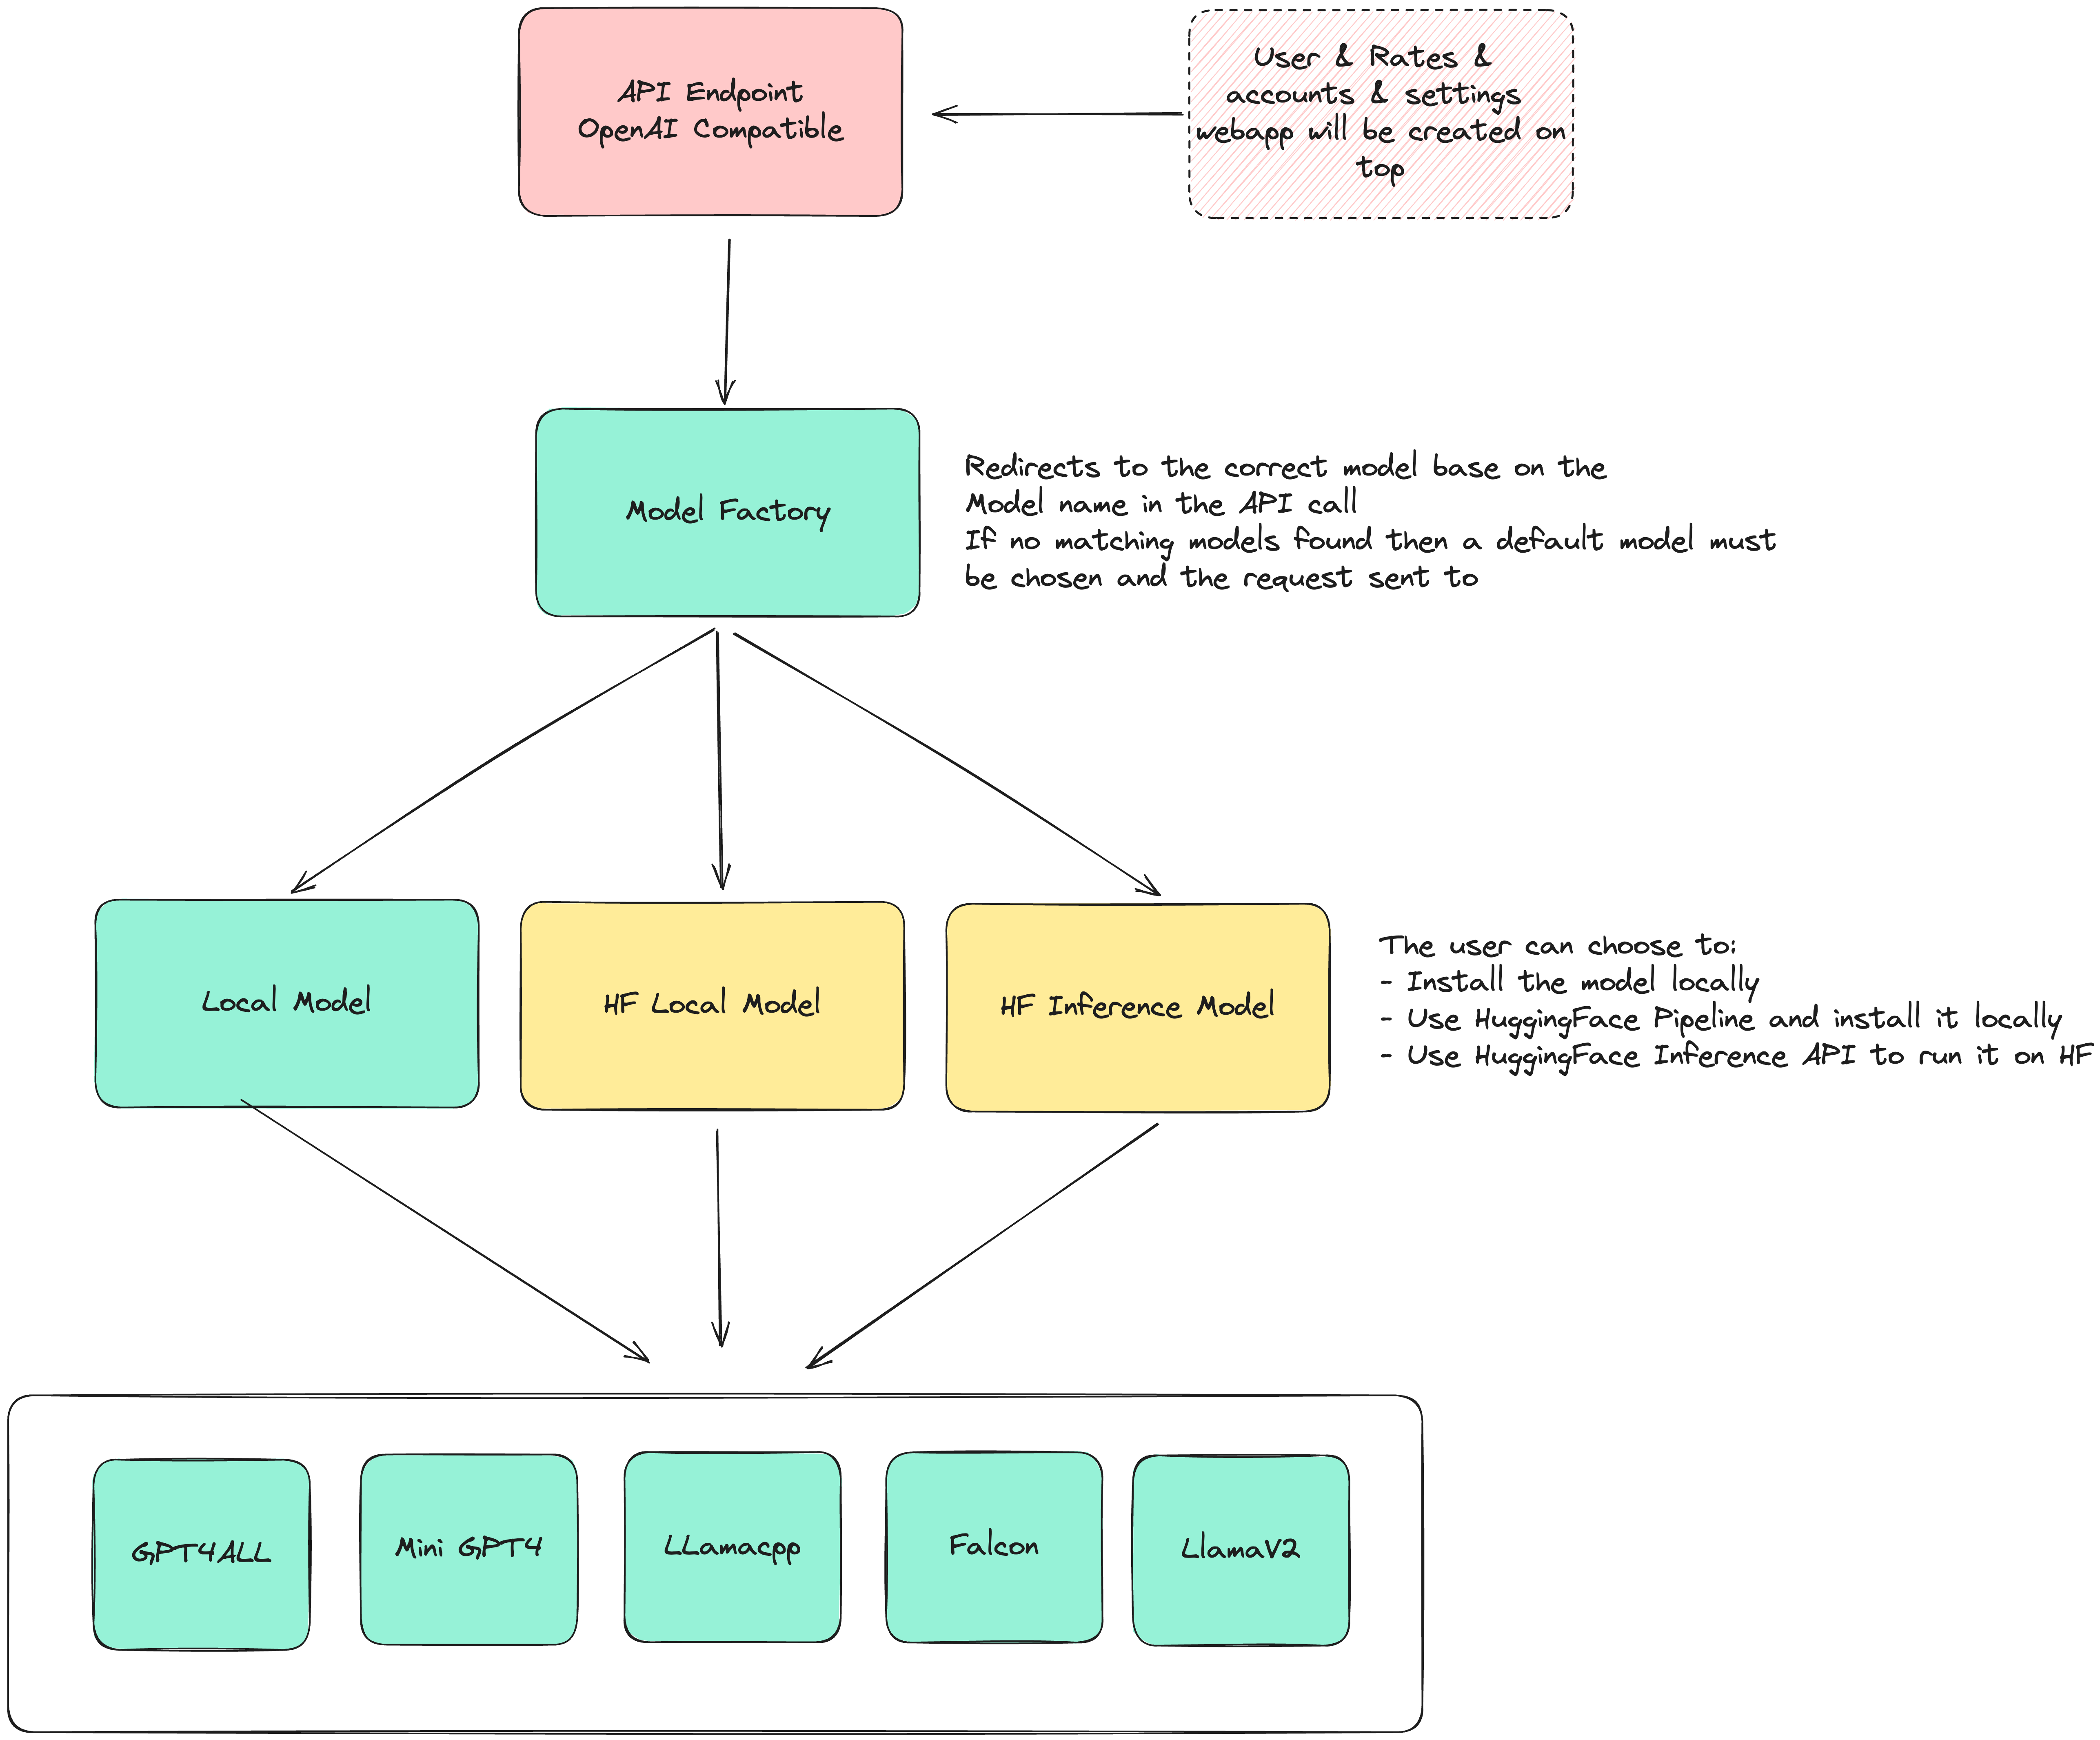 API Endpoint
OpenAI Compatible
User & Rates &
accounts & settings
webapp will be created on
top
Model Factory
Redirects to the correct model base on the
Model name in the API call
If no matching models found then a default model must
be chosen and the request sent to
Local Model
HF Local Model
HF Inference Model
The user can choose to:
- Install the model locally
- Use HuggingFace Pipeline and install it locally
- Use HuggingFace Inference API to run it on HF
GPT4ALL
Mini GPT4
LLamacpp
Falcon
LlamaV2